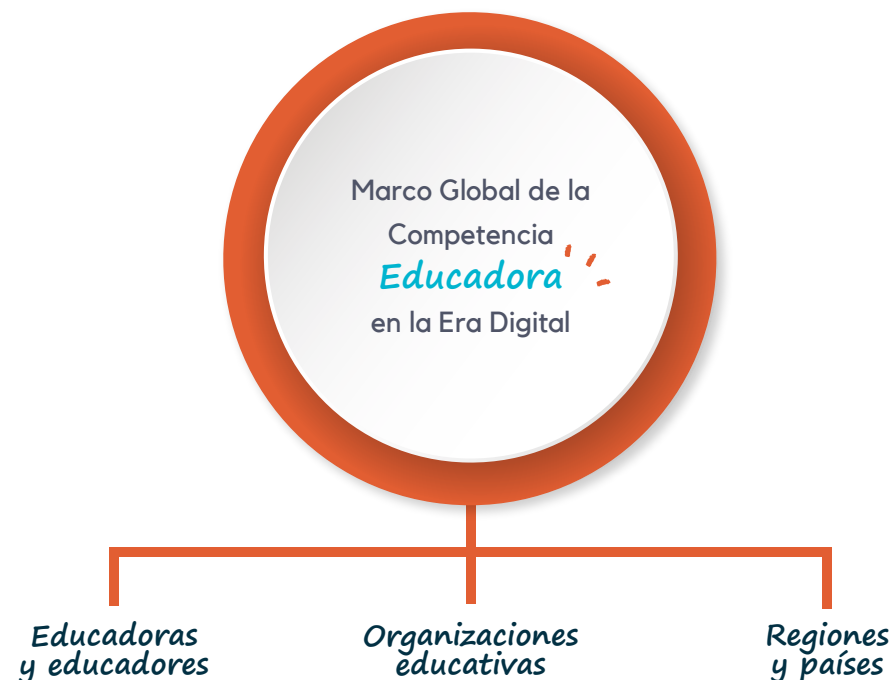 Marco Global de la
Competencia
Educadora
en la Era Digital
Educadoras
y educadores
Organizaciones
educativas
Regiones
y países